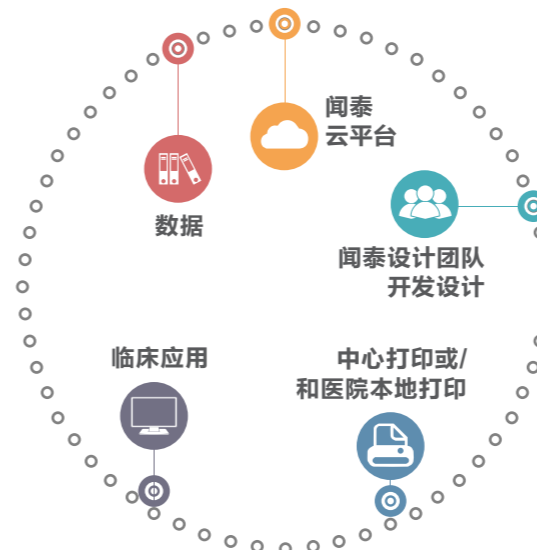 闻泰
云平台
数据
闻泰设计团队
开发设计
临床应用
中心打印或/
和医院本地打印